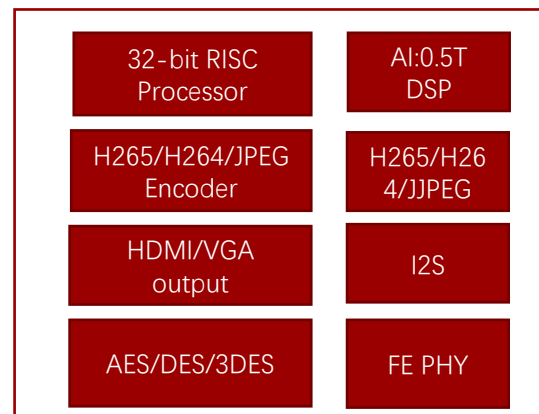 32-bit RISC
Processor
AI:0.5T
DSP
H265/H264/JPEG
Encoder
H265/H26
4/JJPEG
HDMI/VGA
output
I2S
AES/DES/3DES
FE PHY